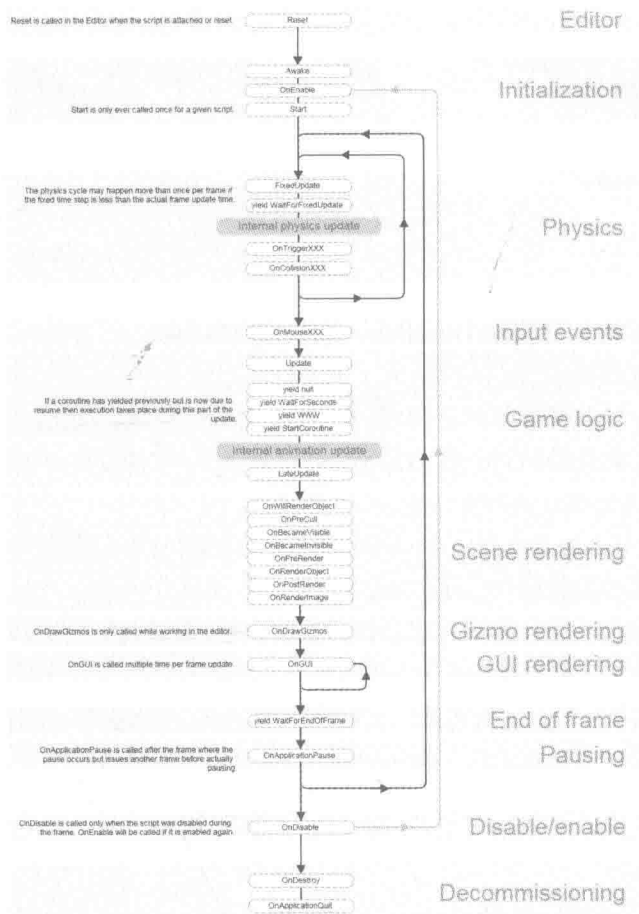 Reset is called in the Editor when the script is attached or reset.
Reset
Editor
Awake
OnEnable
Initialization
Start is only ever called once for a given script.
Start
The physics cycle may happen more than once per frame if
the fixed time step is less than the actual frame update time.
FixedUpdate
yield WaitForFixedUpdate
Internal physics update
Physics
OnTriggerXXX
OnCollisionXXX
OnMouseXXX
Input events
Update
If a coroutine has yielded previously but is now due to
resume then execution takes place during this part of the
update.
yield null
yield WaitForSeconds
yield WWW
yield StartCoroutine
Game logic
Internal animation update
LateUpdate
OnWillRenderObject
OnPreCull
OnBecameVisible
OnBecameInvisible
OnPreRender
OnRenderObject
OnPostRender
OnRenderImage
Scene rendering
OnDrawGizmos is only called while working in the editor.
OnDrawGizmos
Gizmo rendering
OnGUI is called multiple time per frame update
OnGUI
GUI rendering
yield WaitForEndOfFrame
End of frame
OnApplicationPause is called after the frame where the
pause occurs but issues another frame before actually
pausing
OnApplicationPause
Pausing
OnDisable is called only when the script was disabled during
the frame. OnEnable will be called if it is enabled again.
OnDisable
Disable/enable
OnDestroy
OnApplicationQuit
Decommissioning